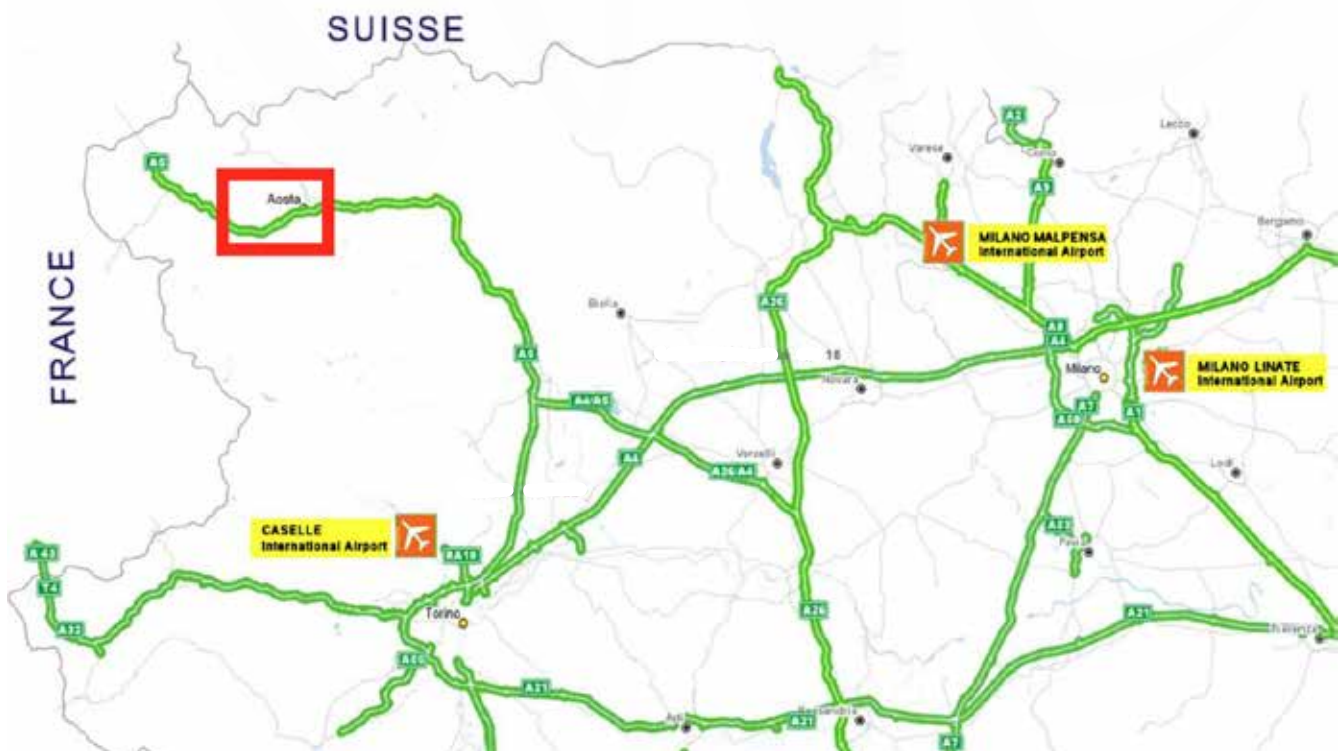 SUISSE
FRANCE
A5
Aosta
A2
Lecco
Varese
Como
A9
Bergamo
MILANO MALPENSA
International Airport
A26
Biella
A8
A4
18
Novara
Milano
MILANO LINATE
International Airport
A5
A4/A5
A7
A50
A1
A4
Vercelli
A26/A4
Lodi
CASELLE
International Airport
RA10
A53
Pavia
A 43
T4
A32
Torino
A26
A21
Piacenza
A55
A21
Asti
A21
Alessandria
A7